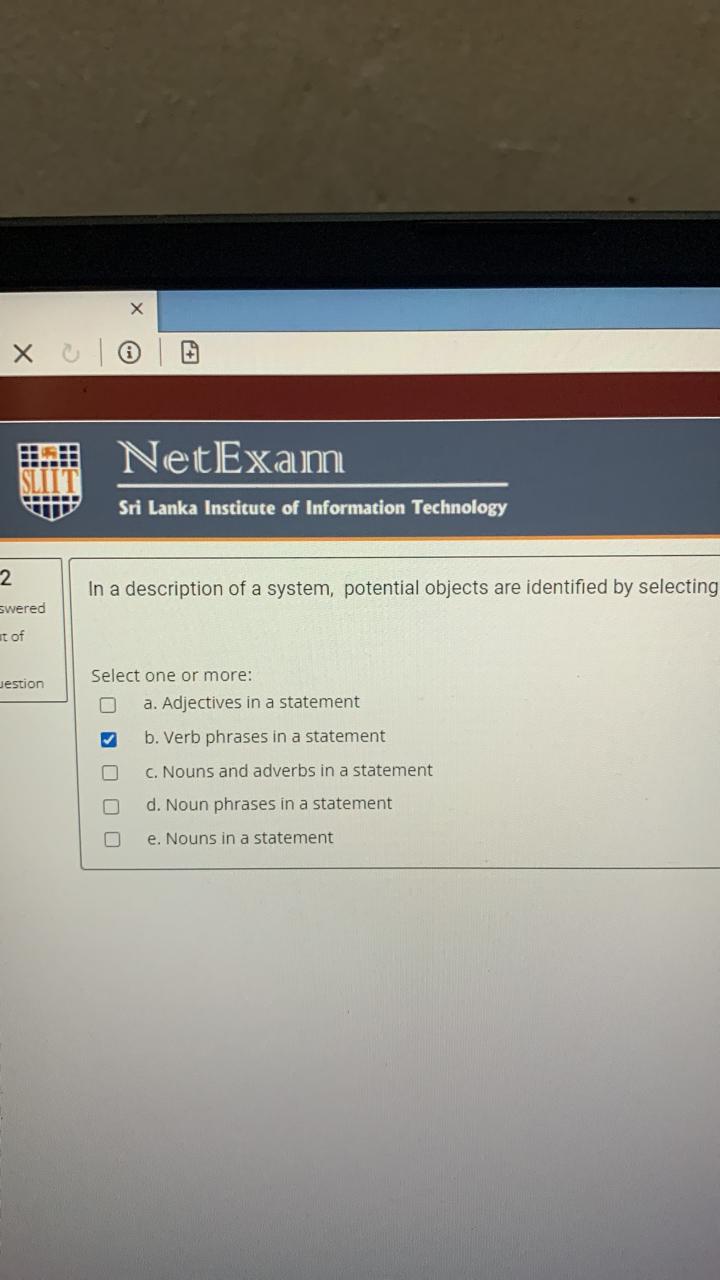 SLIIT
NetExam
Sri Lanka Institute of Information Technology
2
swered
t of
uestion
In a description of a system, potential objects are identified by selecting
Select one or more:
a. Adjectives in a statement
b. Verb phrases in a statement
c. Nouns and adverbs in a statement
d. Noun phrases in a statement
e. Nouns in a statement